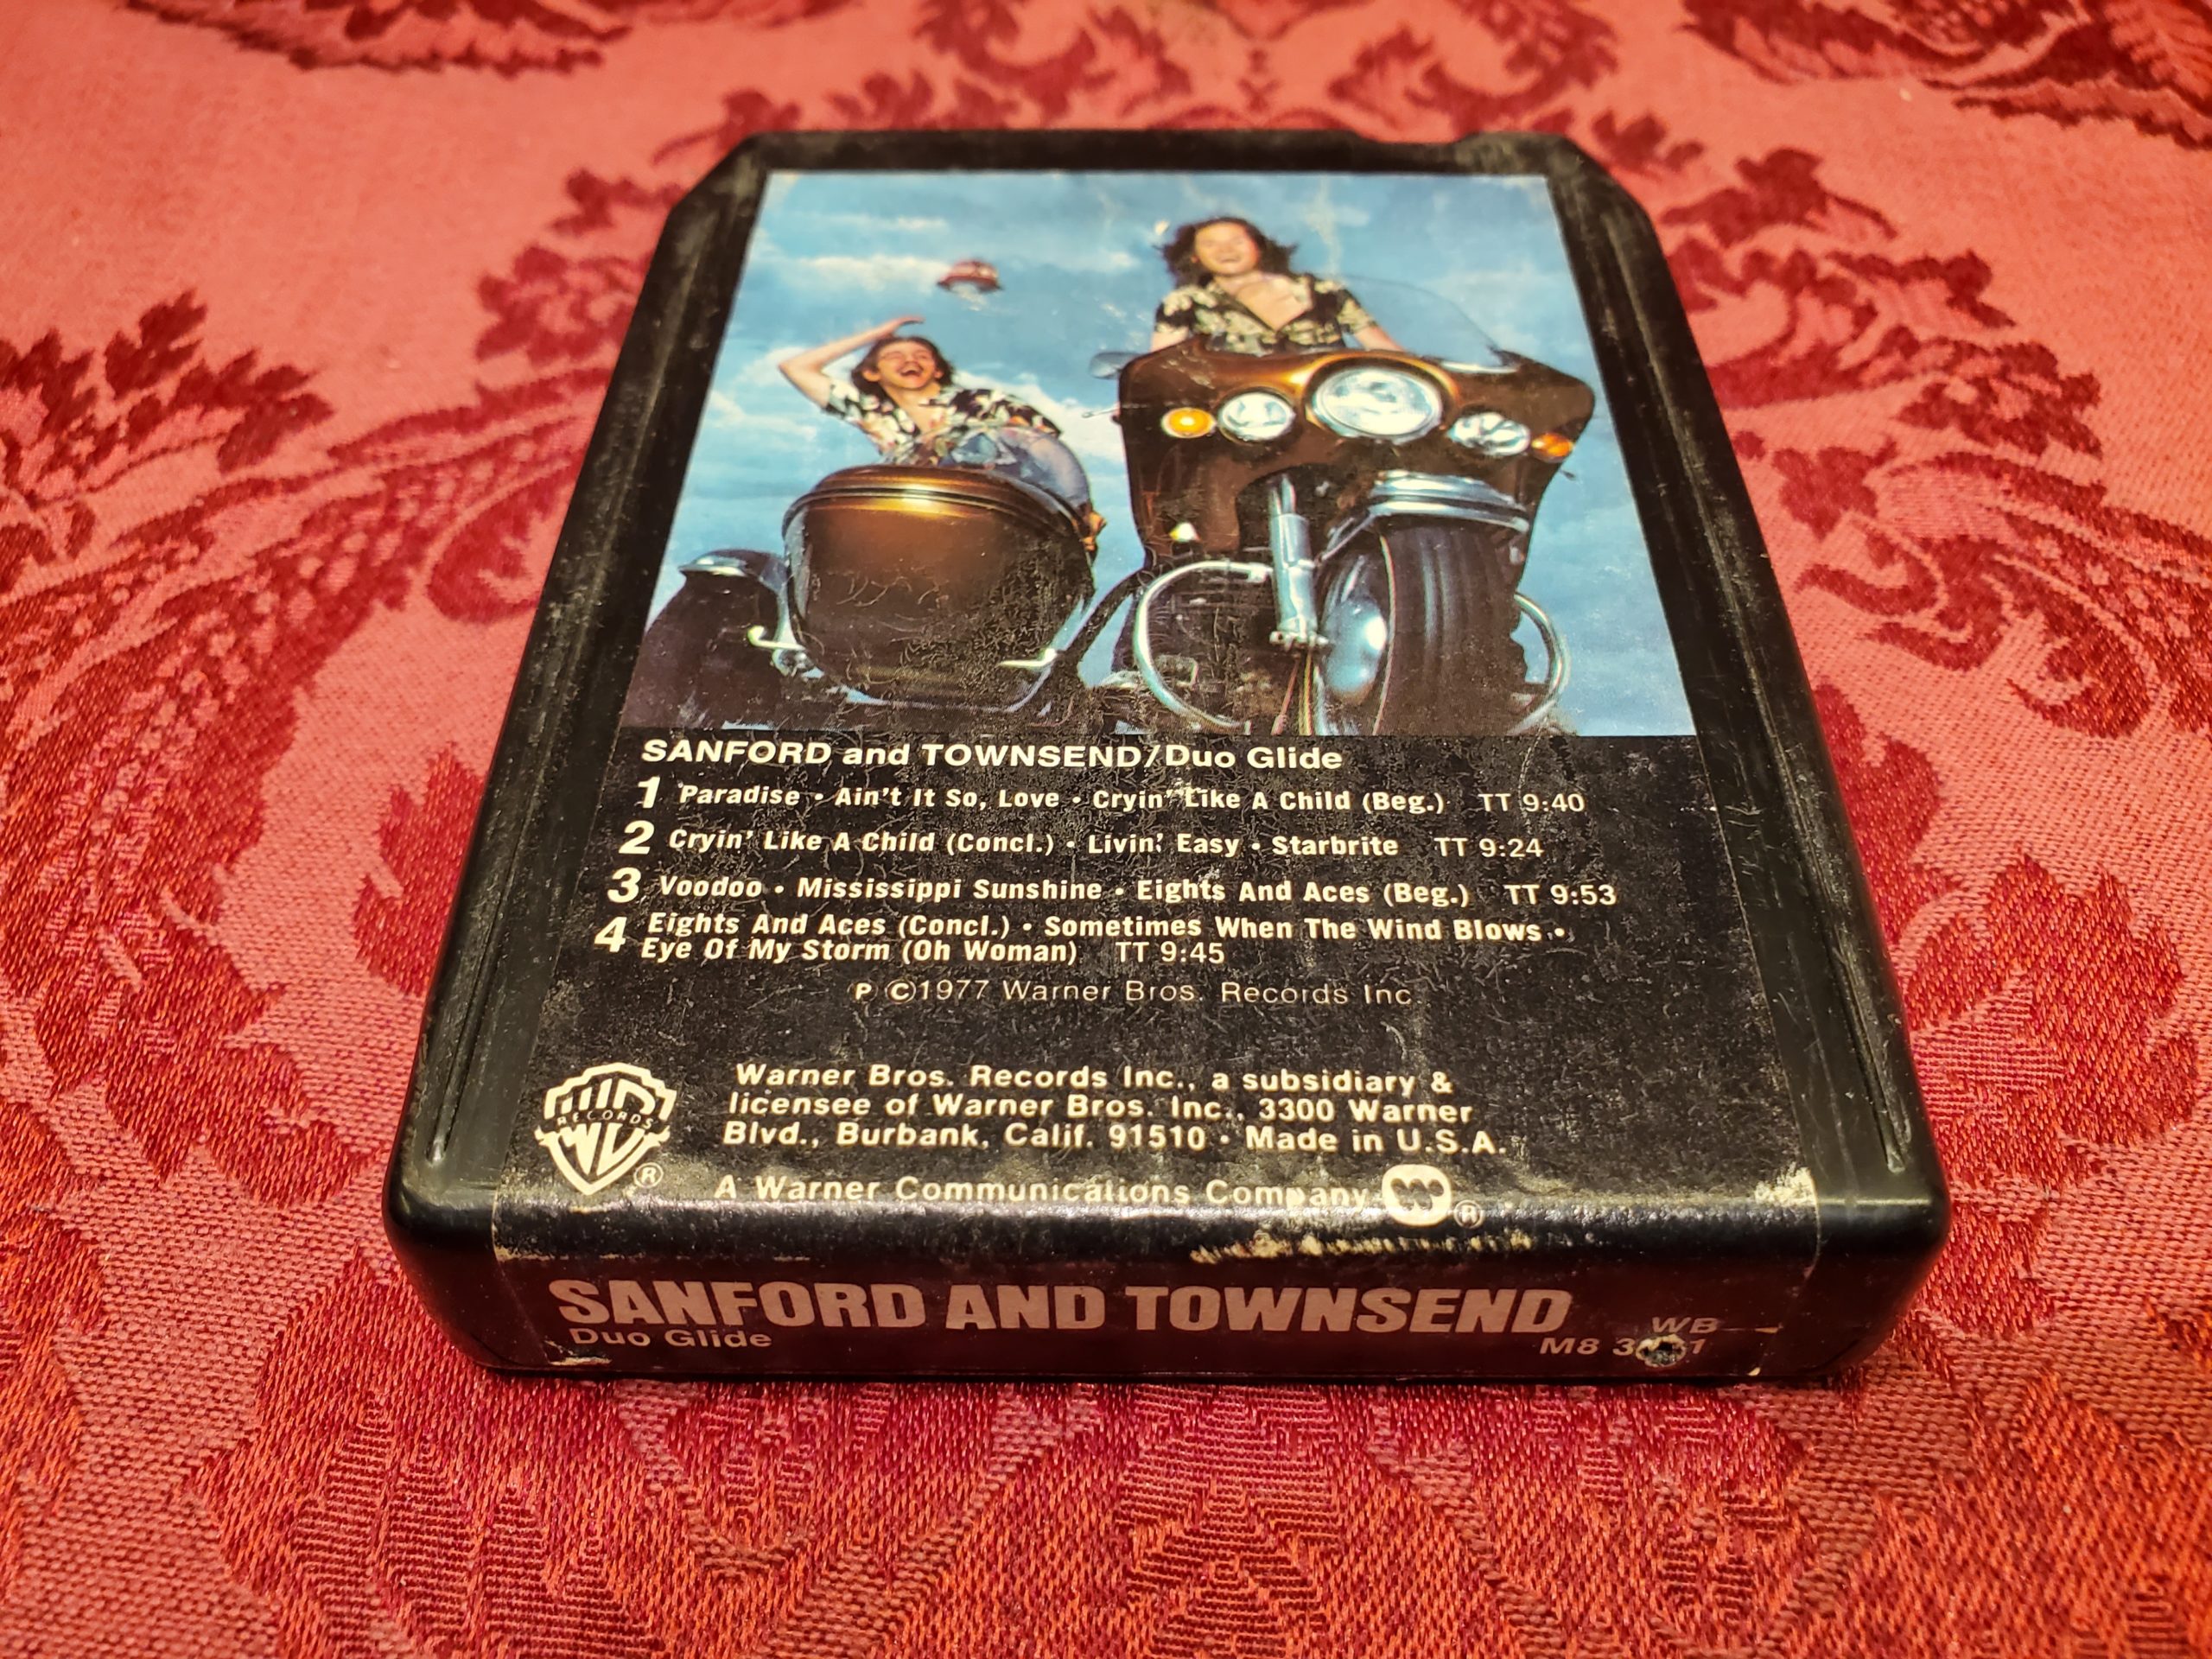 SANFORD and TOWNSEND/Duo Glide
1 Paradise • Ain't It So, Love • Cryin' Like A Child (Beg.) TT 9:40
2 Cryin' Like A Child (Concl.) • Livin' Easy • Starbrite TT 9:24
3 Voodoo • Mississippi Sunshine • Eights And Aces (Beg.) TT 9:53
4 Eights And Aces (Concl.) • Sometimes When The Wind Blows •
Eye Of My Storm (Oh Woman) TT 9:45
P ©1977 Warner Bros. Records Inc.
Warner Bros. Records Inc., a subsidiary &
licensee of Warner Bros. Inc., 3300 Warner
Blvd., Burbank, Calif. 91510 • Made in U.S.A.
RECORDS
®
A Warner Communications Company ®
SANFORD AND TOWNSEND
Duo Glide
WB
M8